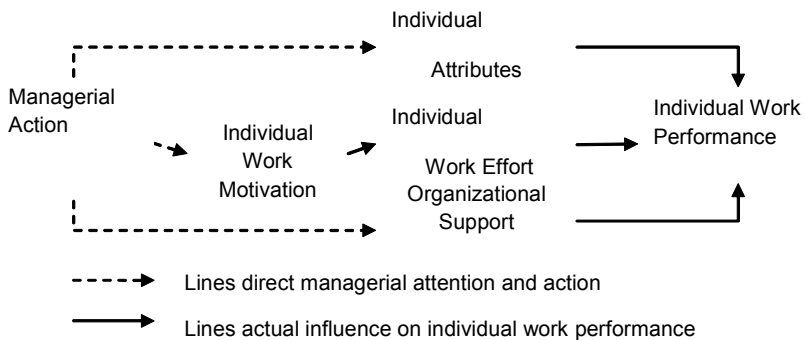 Individual
Attributes
Managerial
Action
Individual
Work
Motivation
Individual
Work Effort
Organizational
Support
Individual Work
Performance
Lines direct managerial attention and action
Lines actual influence on individual work performance